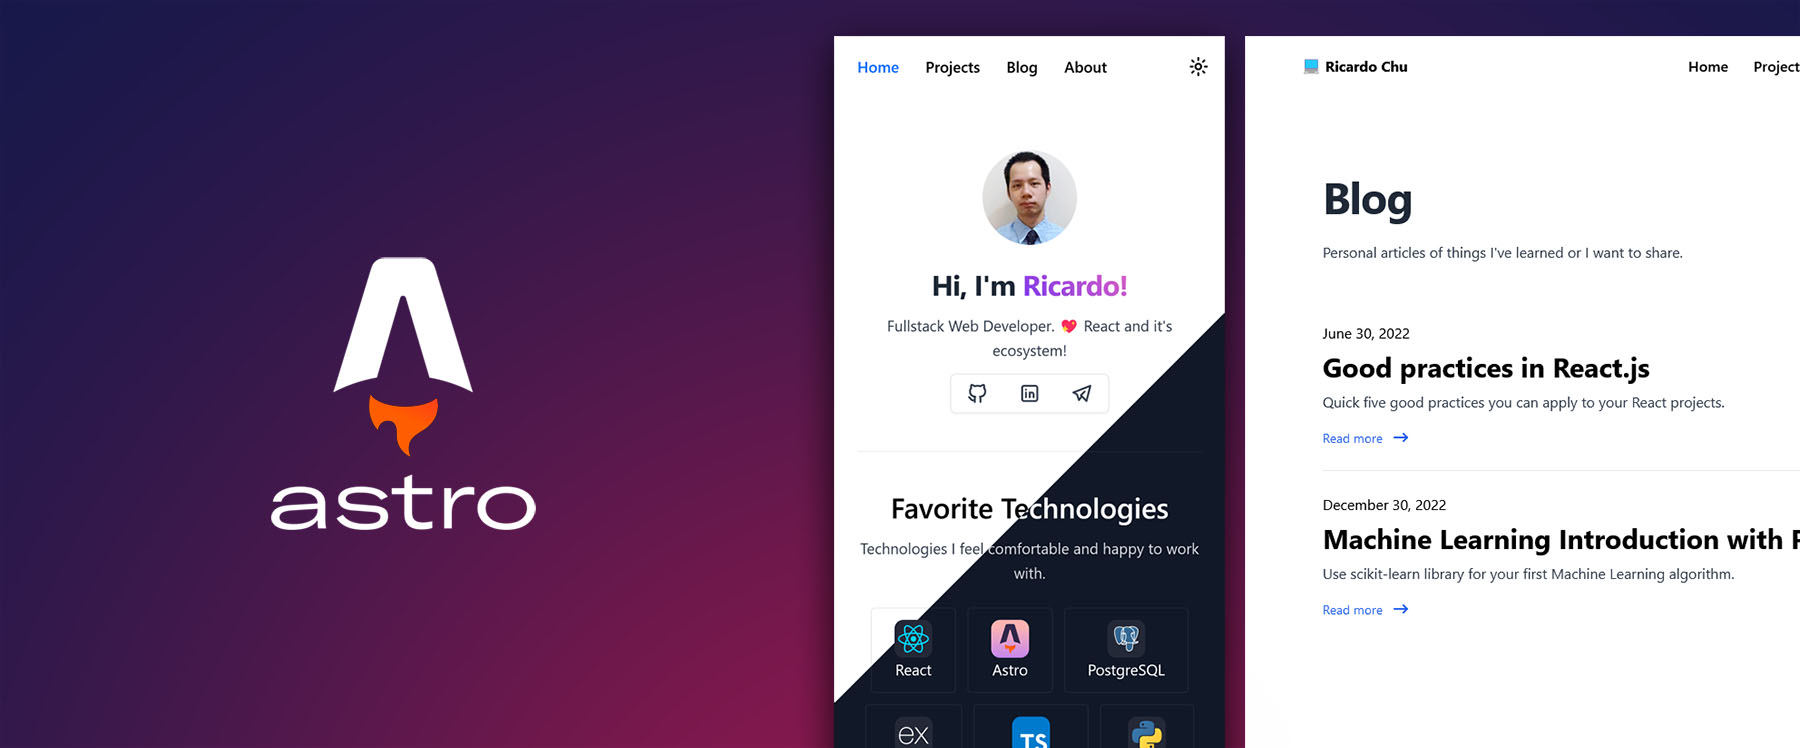 astro
Home Projects Blog About
Hi, I'm Ricardo!
Fullstack Web Developer. 💖 React and it's
ecosystem!
in
Favorite Technologies
Technologies I feel comfortable and happy to work
with.
React Astro PostgreSQL
ex TS
Ricardo Chu Home Project
Blog
Personal articles of things I've learned or I want to share.
June 30, 2022
Good practices in React.js
Quick five good practices you can apply to your React projects.
Read more →
December 30, 2022
Machine Learning Introduction with
Use scikit-learn library for your first Machine Learning algorithm.
Read more →